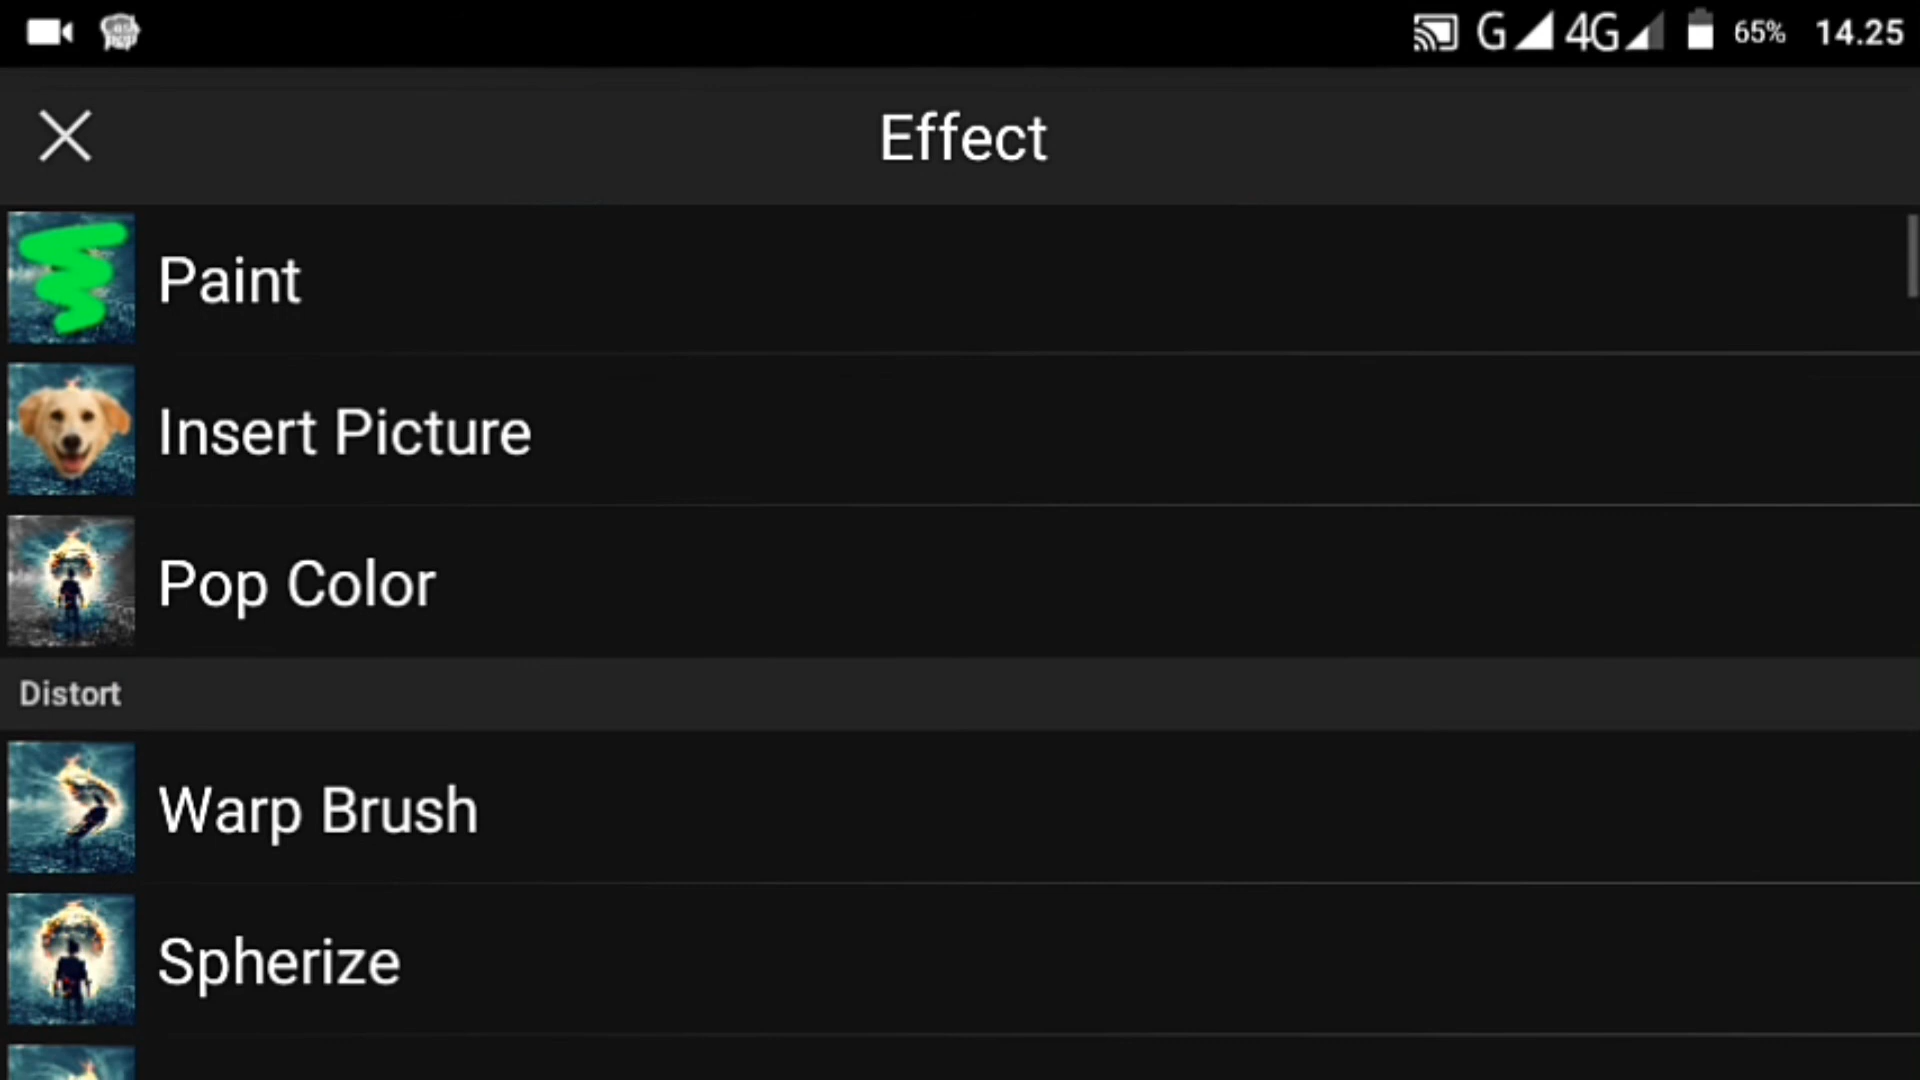 G 4G 65% 14.25
Effect
Paint
Insert Picture
Pop Color
Distort
Warp Brush
Spherize